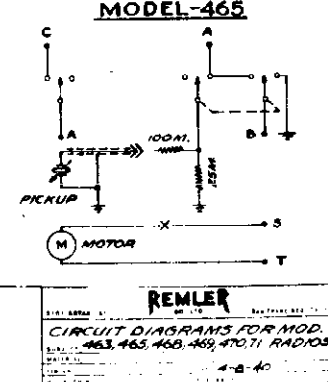 MODEL-465
C A
A 100M. B
.25M
PICKUP
S
M MOTOR
T
REMLER
CIRCUIT DIAGRAMS FOR MOD.
463, 465, 468, 469, 470, 71 RADIOS
4-8-40